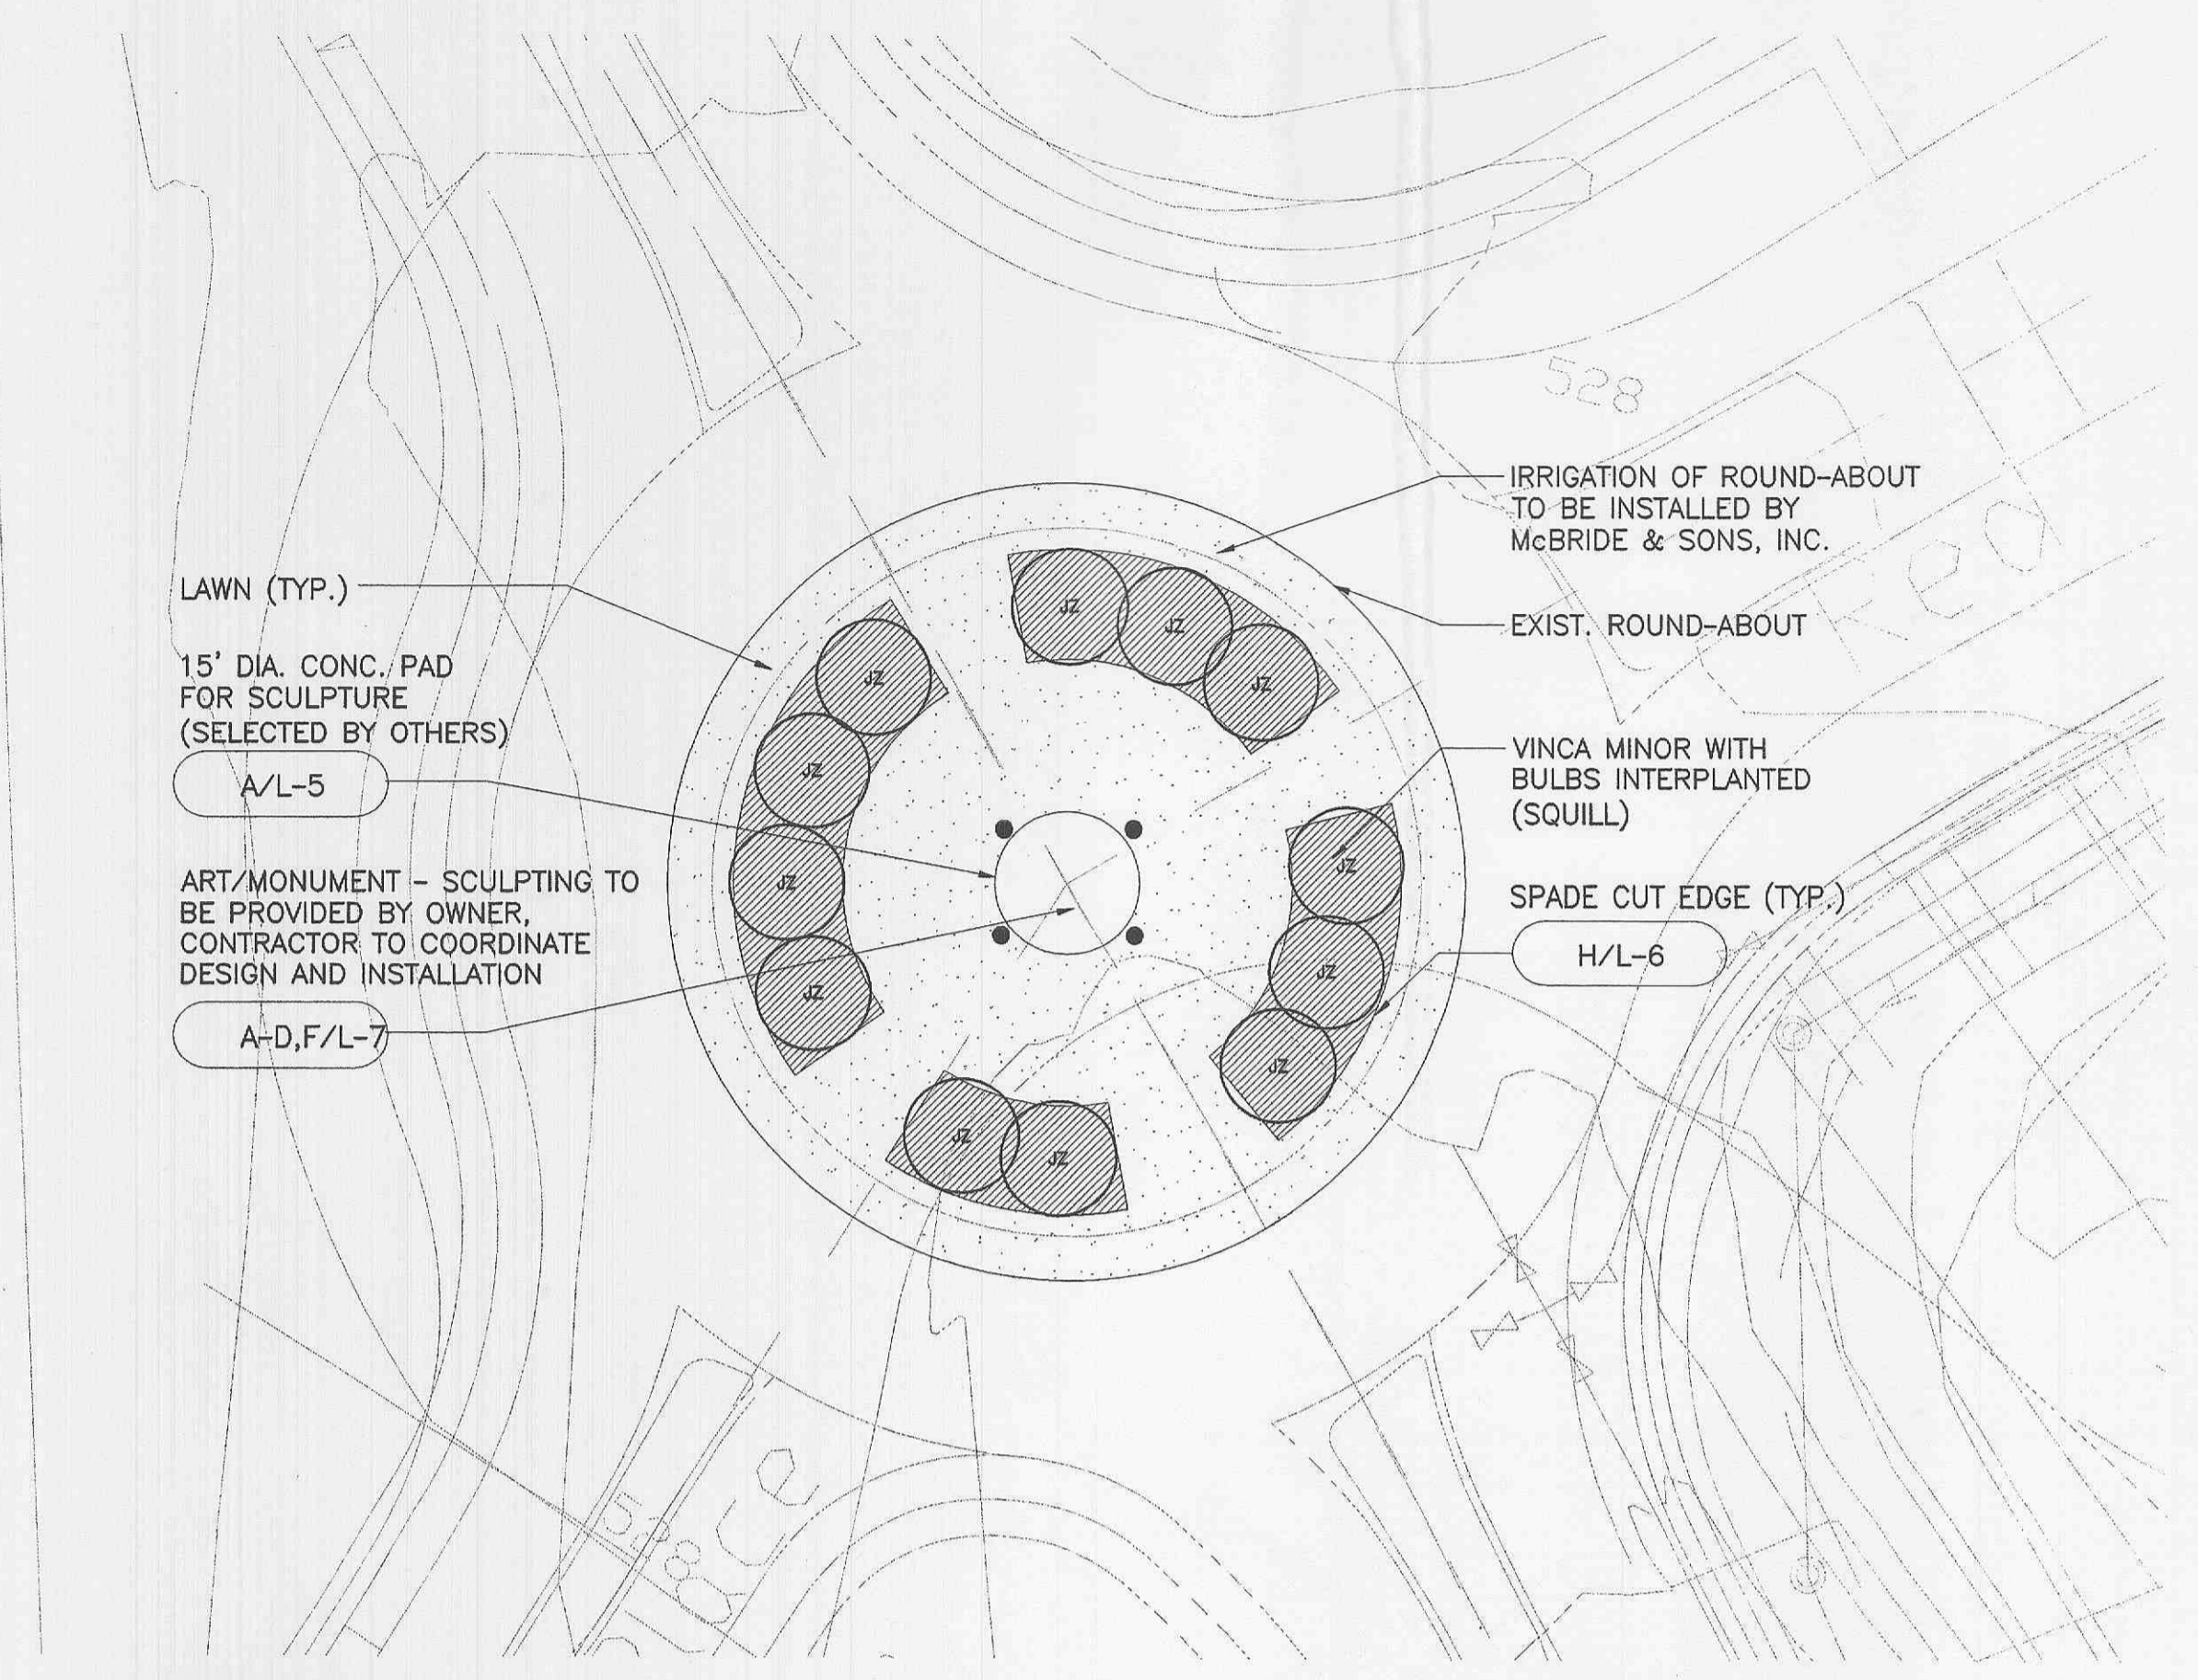 528
IRRIGATION OF ROUND-ABOUT
TO BE INSTALLED BY
McBRIDE & SONS, INC.
LAWN (TYP.)
EXIST. ROUND-ABOUT
15' DIA. CONC. PAD
FOR SCULPTURE
(SELECTED BY OTHERS)
A/L-5
VINCA MINOR WITH
BULBS INTERPLANTED
(SQUILL)
ART/MONUMENT - SCULPTING TO
BE PROVIDED BY OWNER,
CONTRACTOR TO COORDINATE
DESIGN AND INSTALLATION
A-D,F/L-7
SPADE CUT EDGE (TYP.)
H/L-6
JZ
JZ
JZ
JZ
JZ
JZ
JZ
JZ
JZ
JZ
JZ
JZ
528